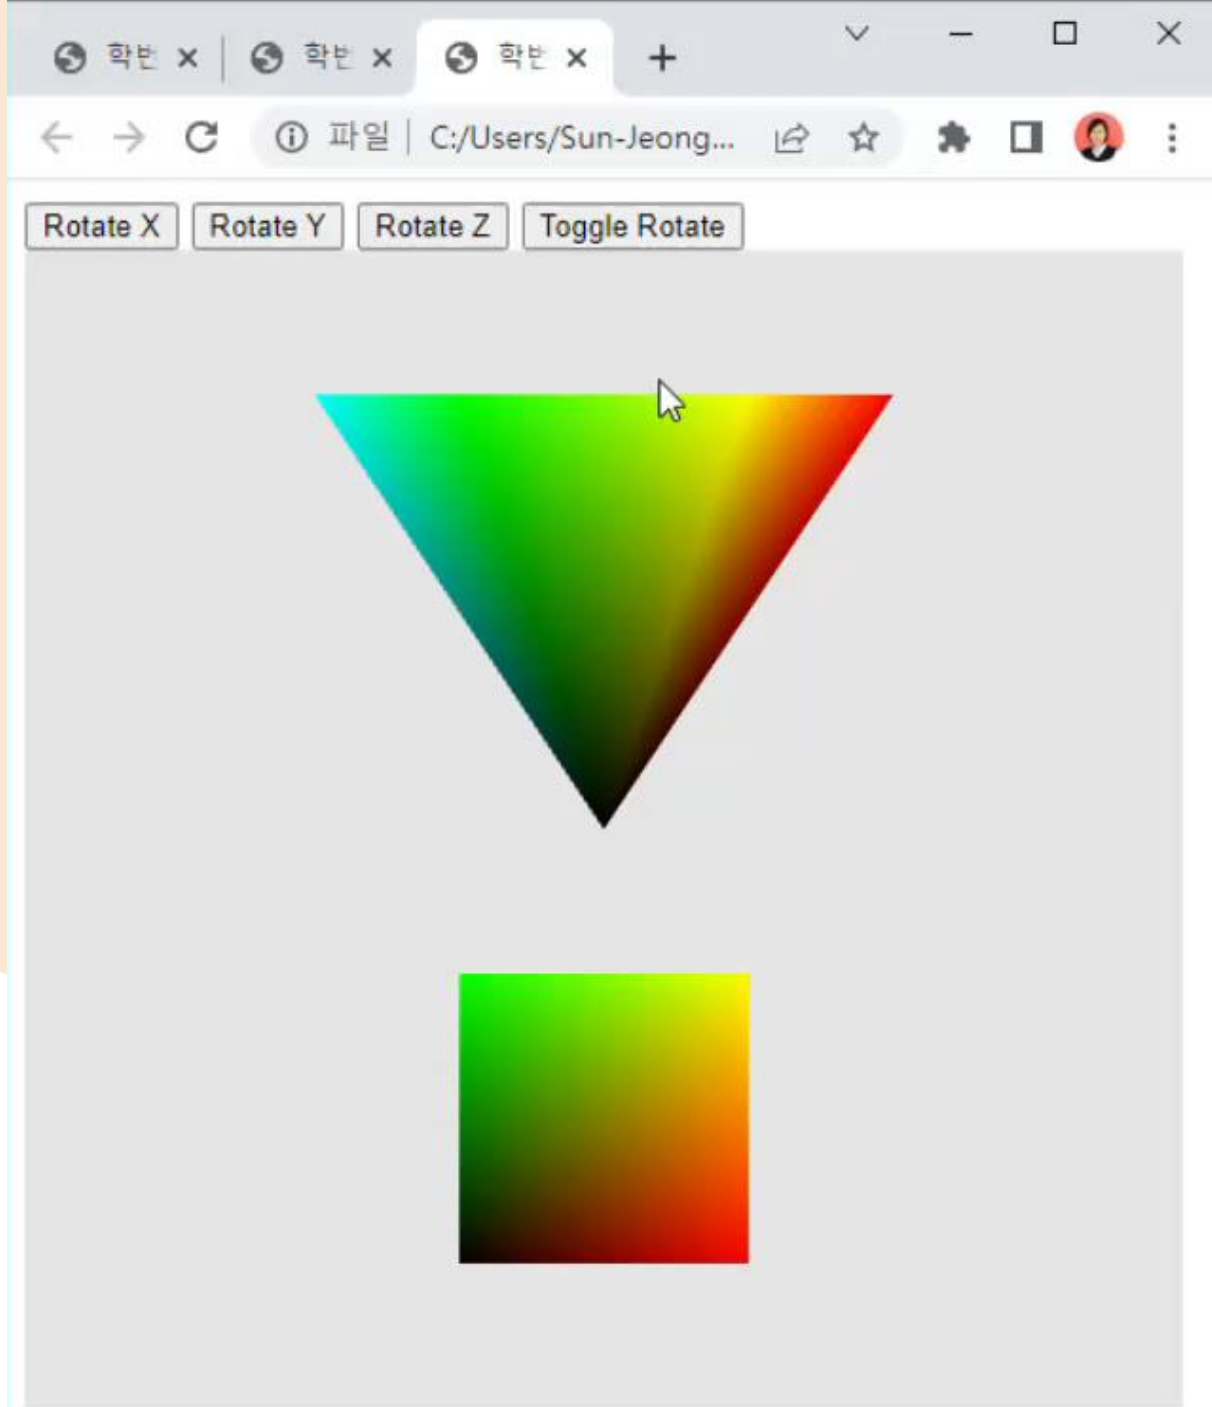 학번 학번 학번
파일 C:/Users/Sun-Jeong...
Rotate X Rotate Y Rotate Z Toggle Rotate